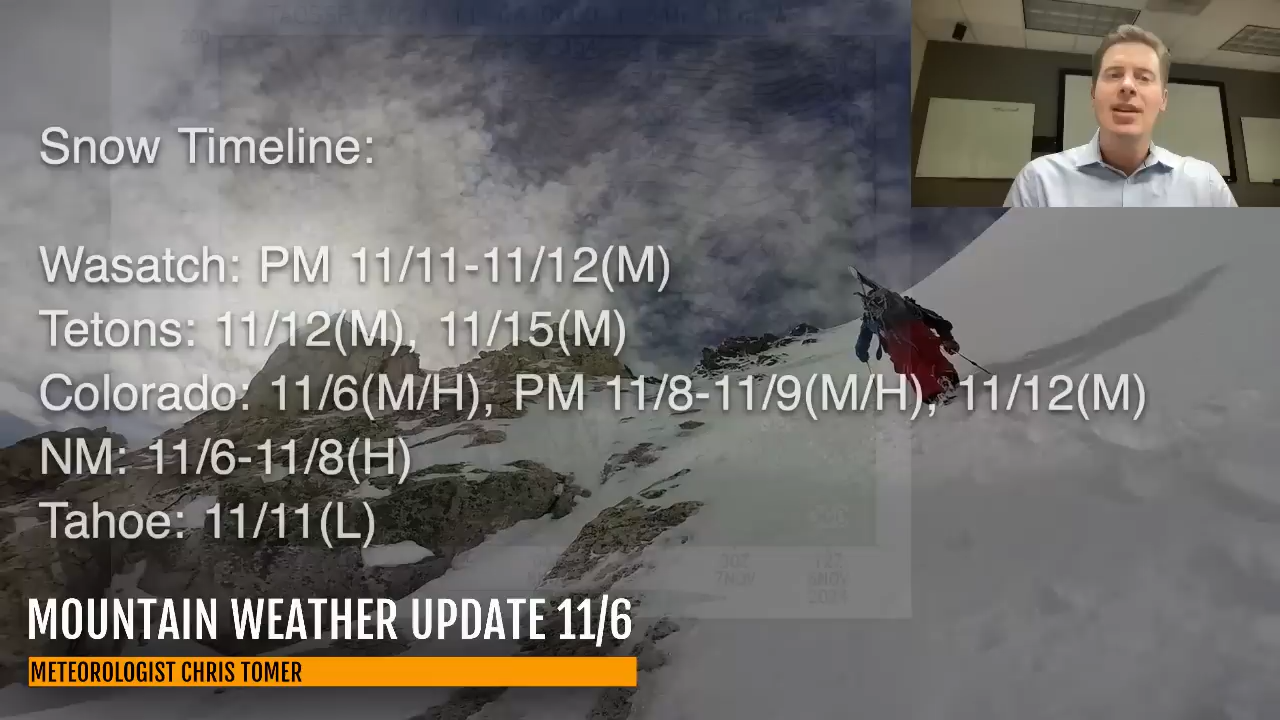 Snow Timeline:
Wasatch: PM 11/11-11/12(M)
Tetons: 11/12(M), 11/15(M)
Colorado: 11/6(M/H), PM 11/8-11/9(M/H), 11/12(M)
NM: 11/6-11/8(H)
Tahoe: 11/11(L)
MOUNTAIN WEATHER UPDATE 11/6
METEOROLOGIST CHRIS TOMER